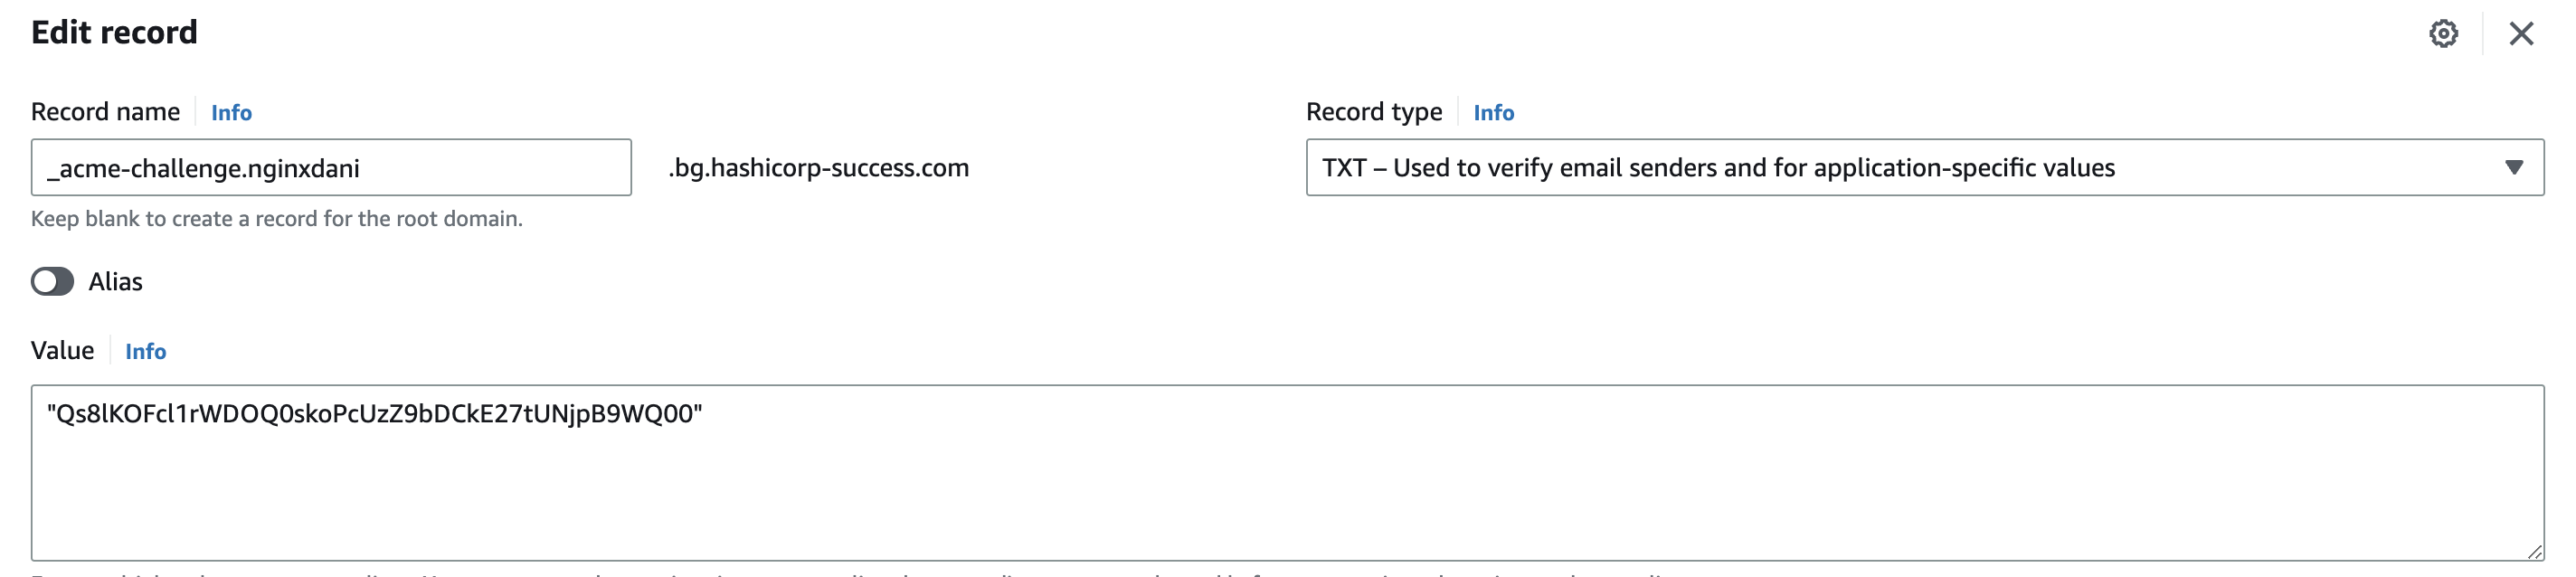 Edit record
Record name Info
_acme-challenge.nginxdani .bg.hashicorp-success.com
Keep blank to create a record for the root domain.
Record type Info
TXT – Used to verify email senders and for application-specific values
Alias
Value Info
"Qs8lKOFcl1rWDOQ0skoPcUzZ9bDCkE27tUNjpB9WQ00"